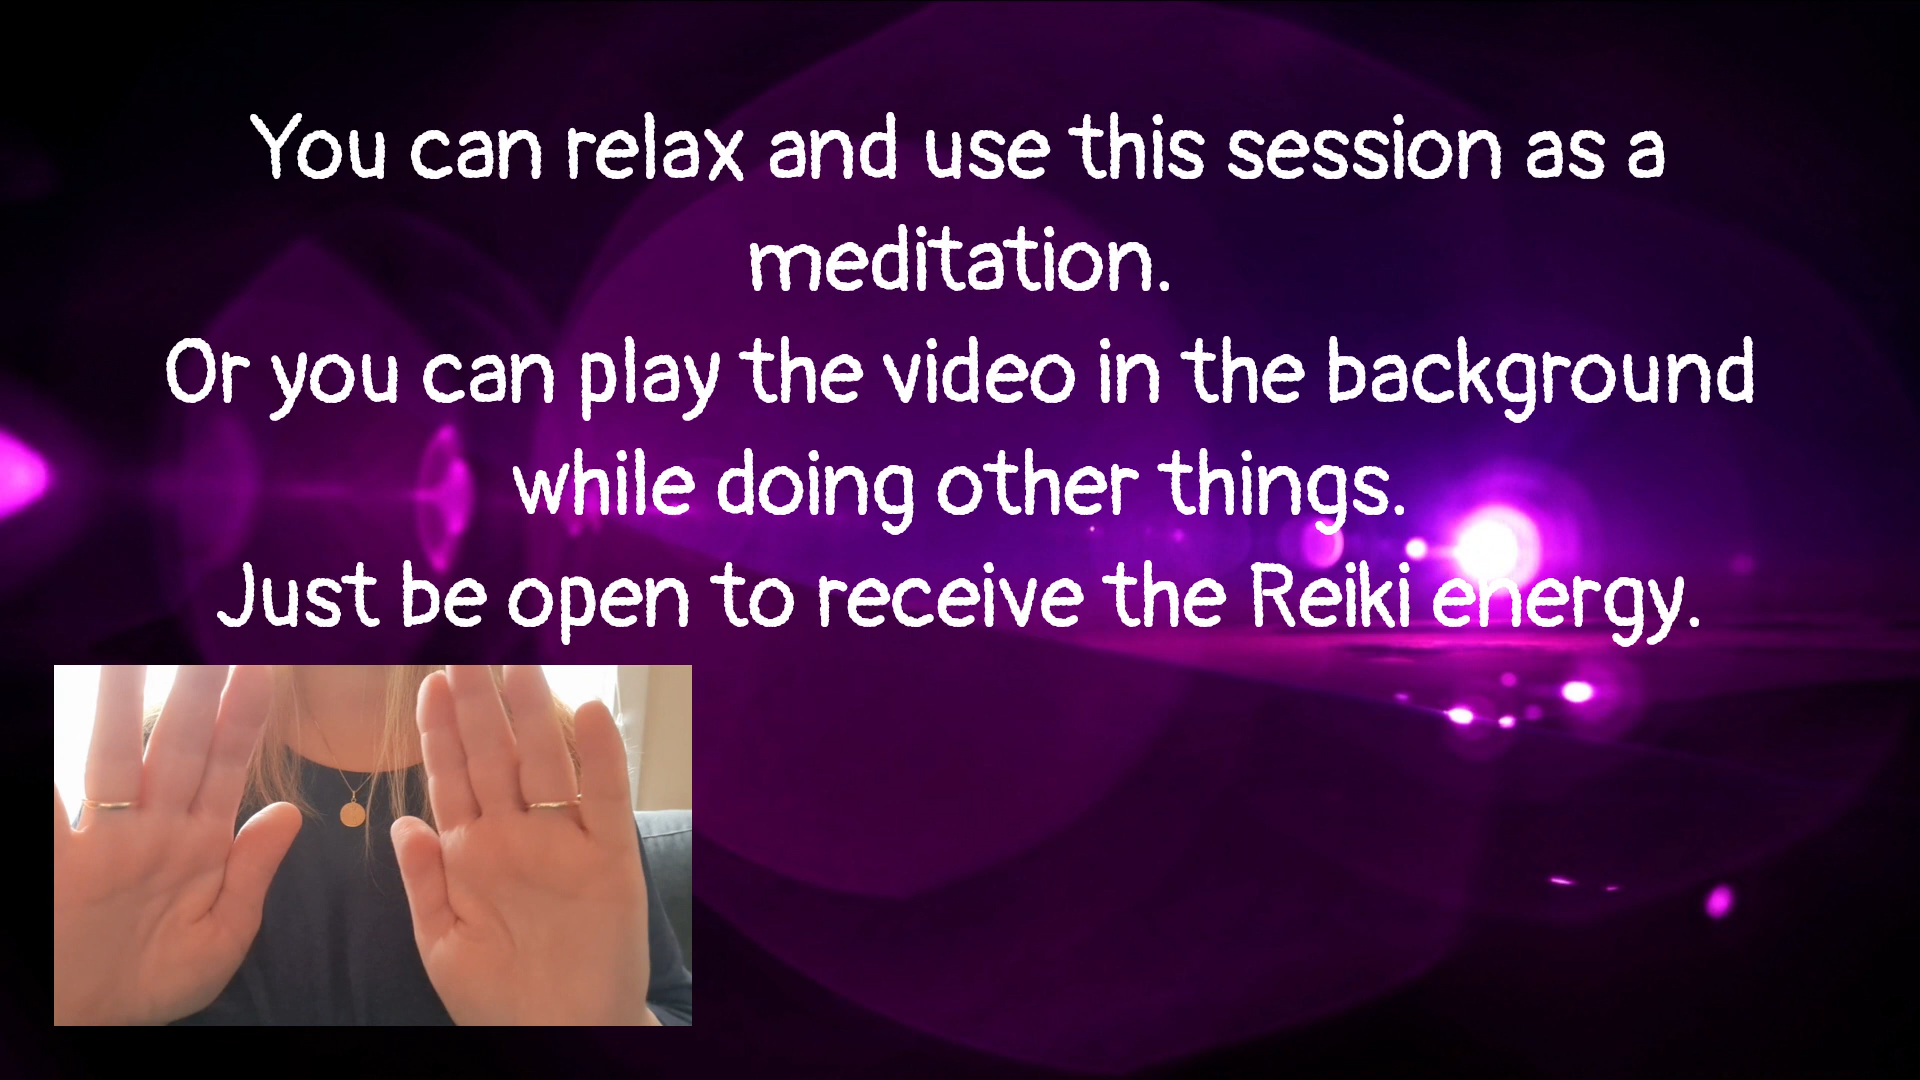 You can relax and use this session as a
meditation.
Or you can play the video in the background
while doing other things.
Just be open to receive the Reiki energy.